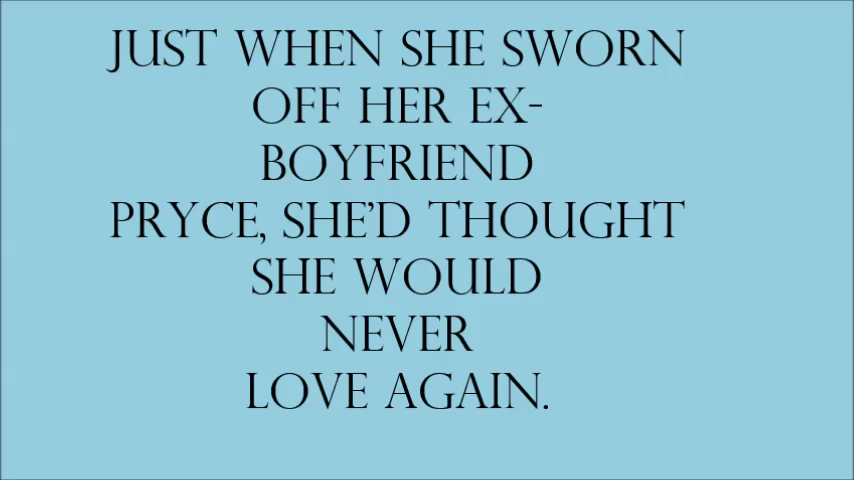 JUST WHEN SHE SWORN
OFF HER EX-
BOYFRIEND
PRYCE, SHE'D THOUGHT
SHE WOULD
NEVER
LOVE AGAIN.